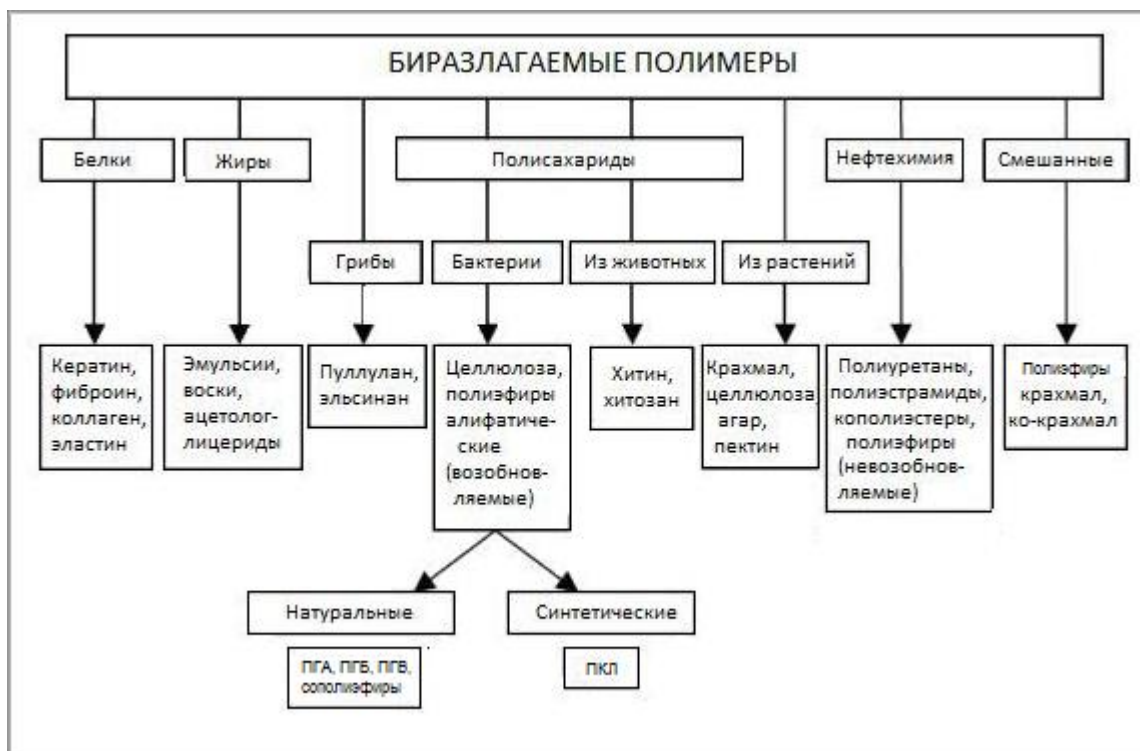 БИРАЗЛАГАЕМЫЕ ПОЛИМЕРЫ
Белки
Жиры
Полисахариды
Нефтехимия
Смешанные
Грибы
Бактерии
Из животных
Из растений
Кератин,
фиброин,
коллаген,
эластин
Эмульсии,
воски,
ацетолог-
лицериды
Пуллулан,
эльсинан
Целлюлоза,
полиэфиры
алифатиче-
ские
(возобнов-
ляемые)
Хитин,
хитозан
Крахмал,
целлюлоза,
агар,
пектин
Полиуретаны,
полиэстрамиды,
кополиэстеры,
полиэфиры
(невозобнов-
ляемые)
Полиэфиры
крахмал,
ко-крахмал
Натуральные
Синтетические
ПГА, ПГБ, ПГВ,
сополиэфиры
ПКЛ